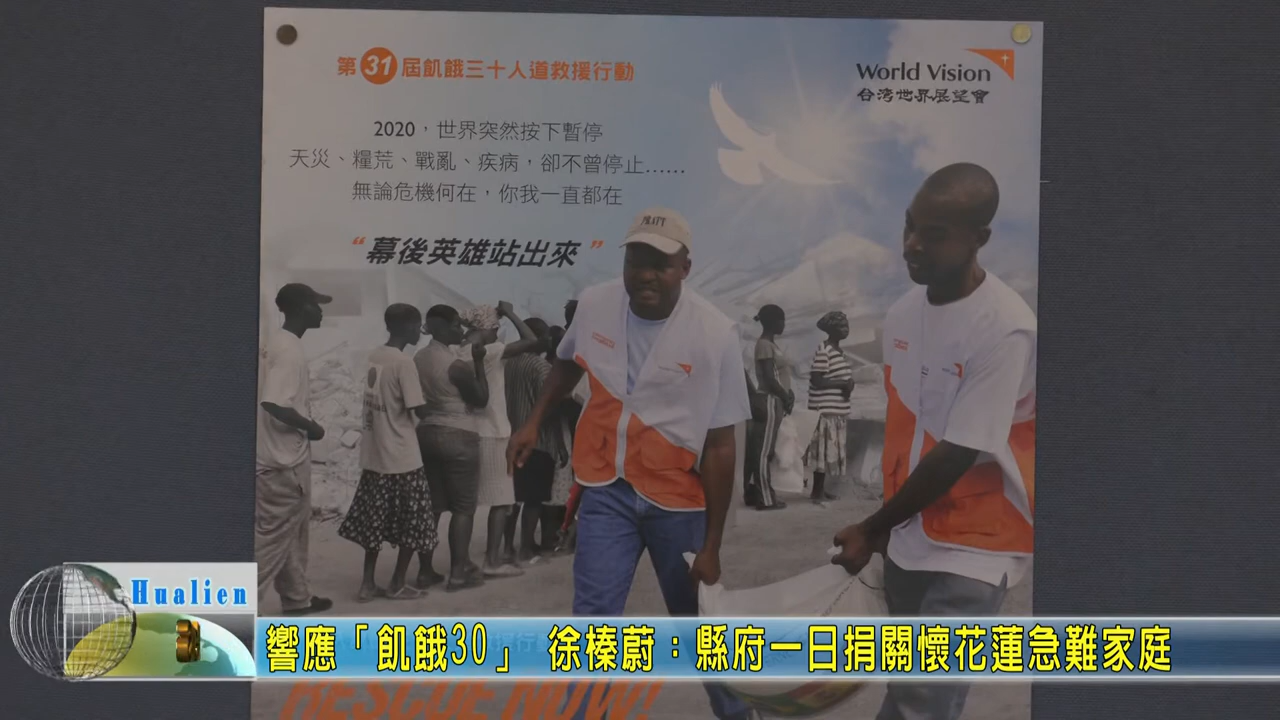 第31屆飢餓三十人道救援行動
World Vision
台灣世界展望會
2020，世界突然按下暫停
天災、糧荒、戰亂、疾病，卻不曾停止……
無論危機何在，你我一直都在
“幕後英雄站出來”
Hualien
響應「飢餓30」 徐榛蔚：縣府一日捐關懷花蓮急難家庭
RESCUE NOW!